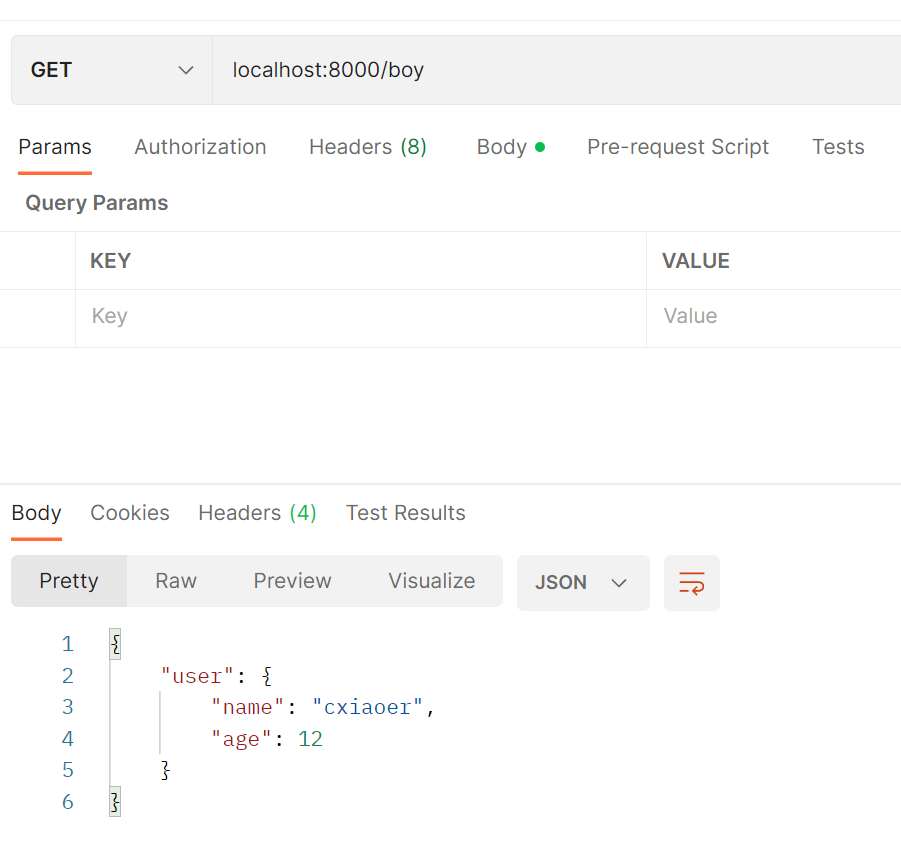 GET localhost:8000/boy
Params Authorization Headers (8) Body Pre-request Script Tests
Query Params
KEY VALUE
Key Value
Body Cookies Headers (4) Test Results
Pretty Raw Preview Visualize JSON
1 {
2 "user": {
3 "name": "cxiaoer",
4 "age": 12
5 }
6 }